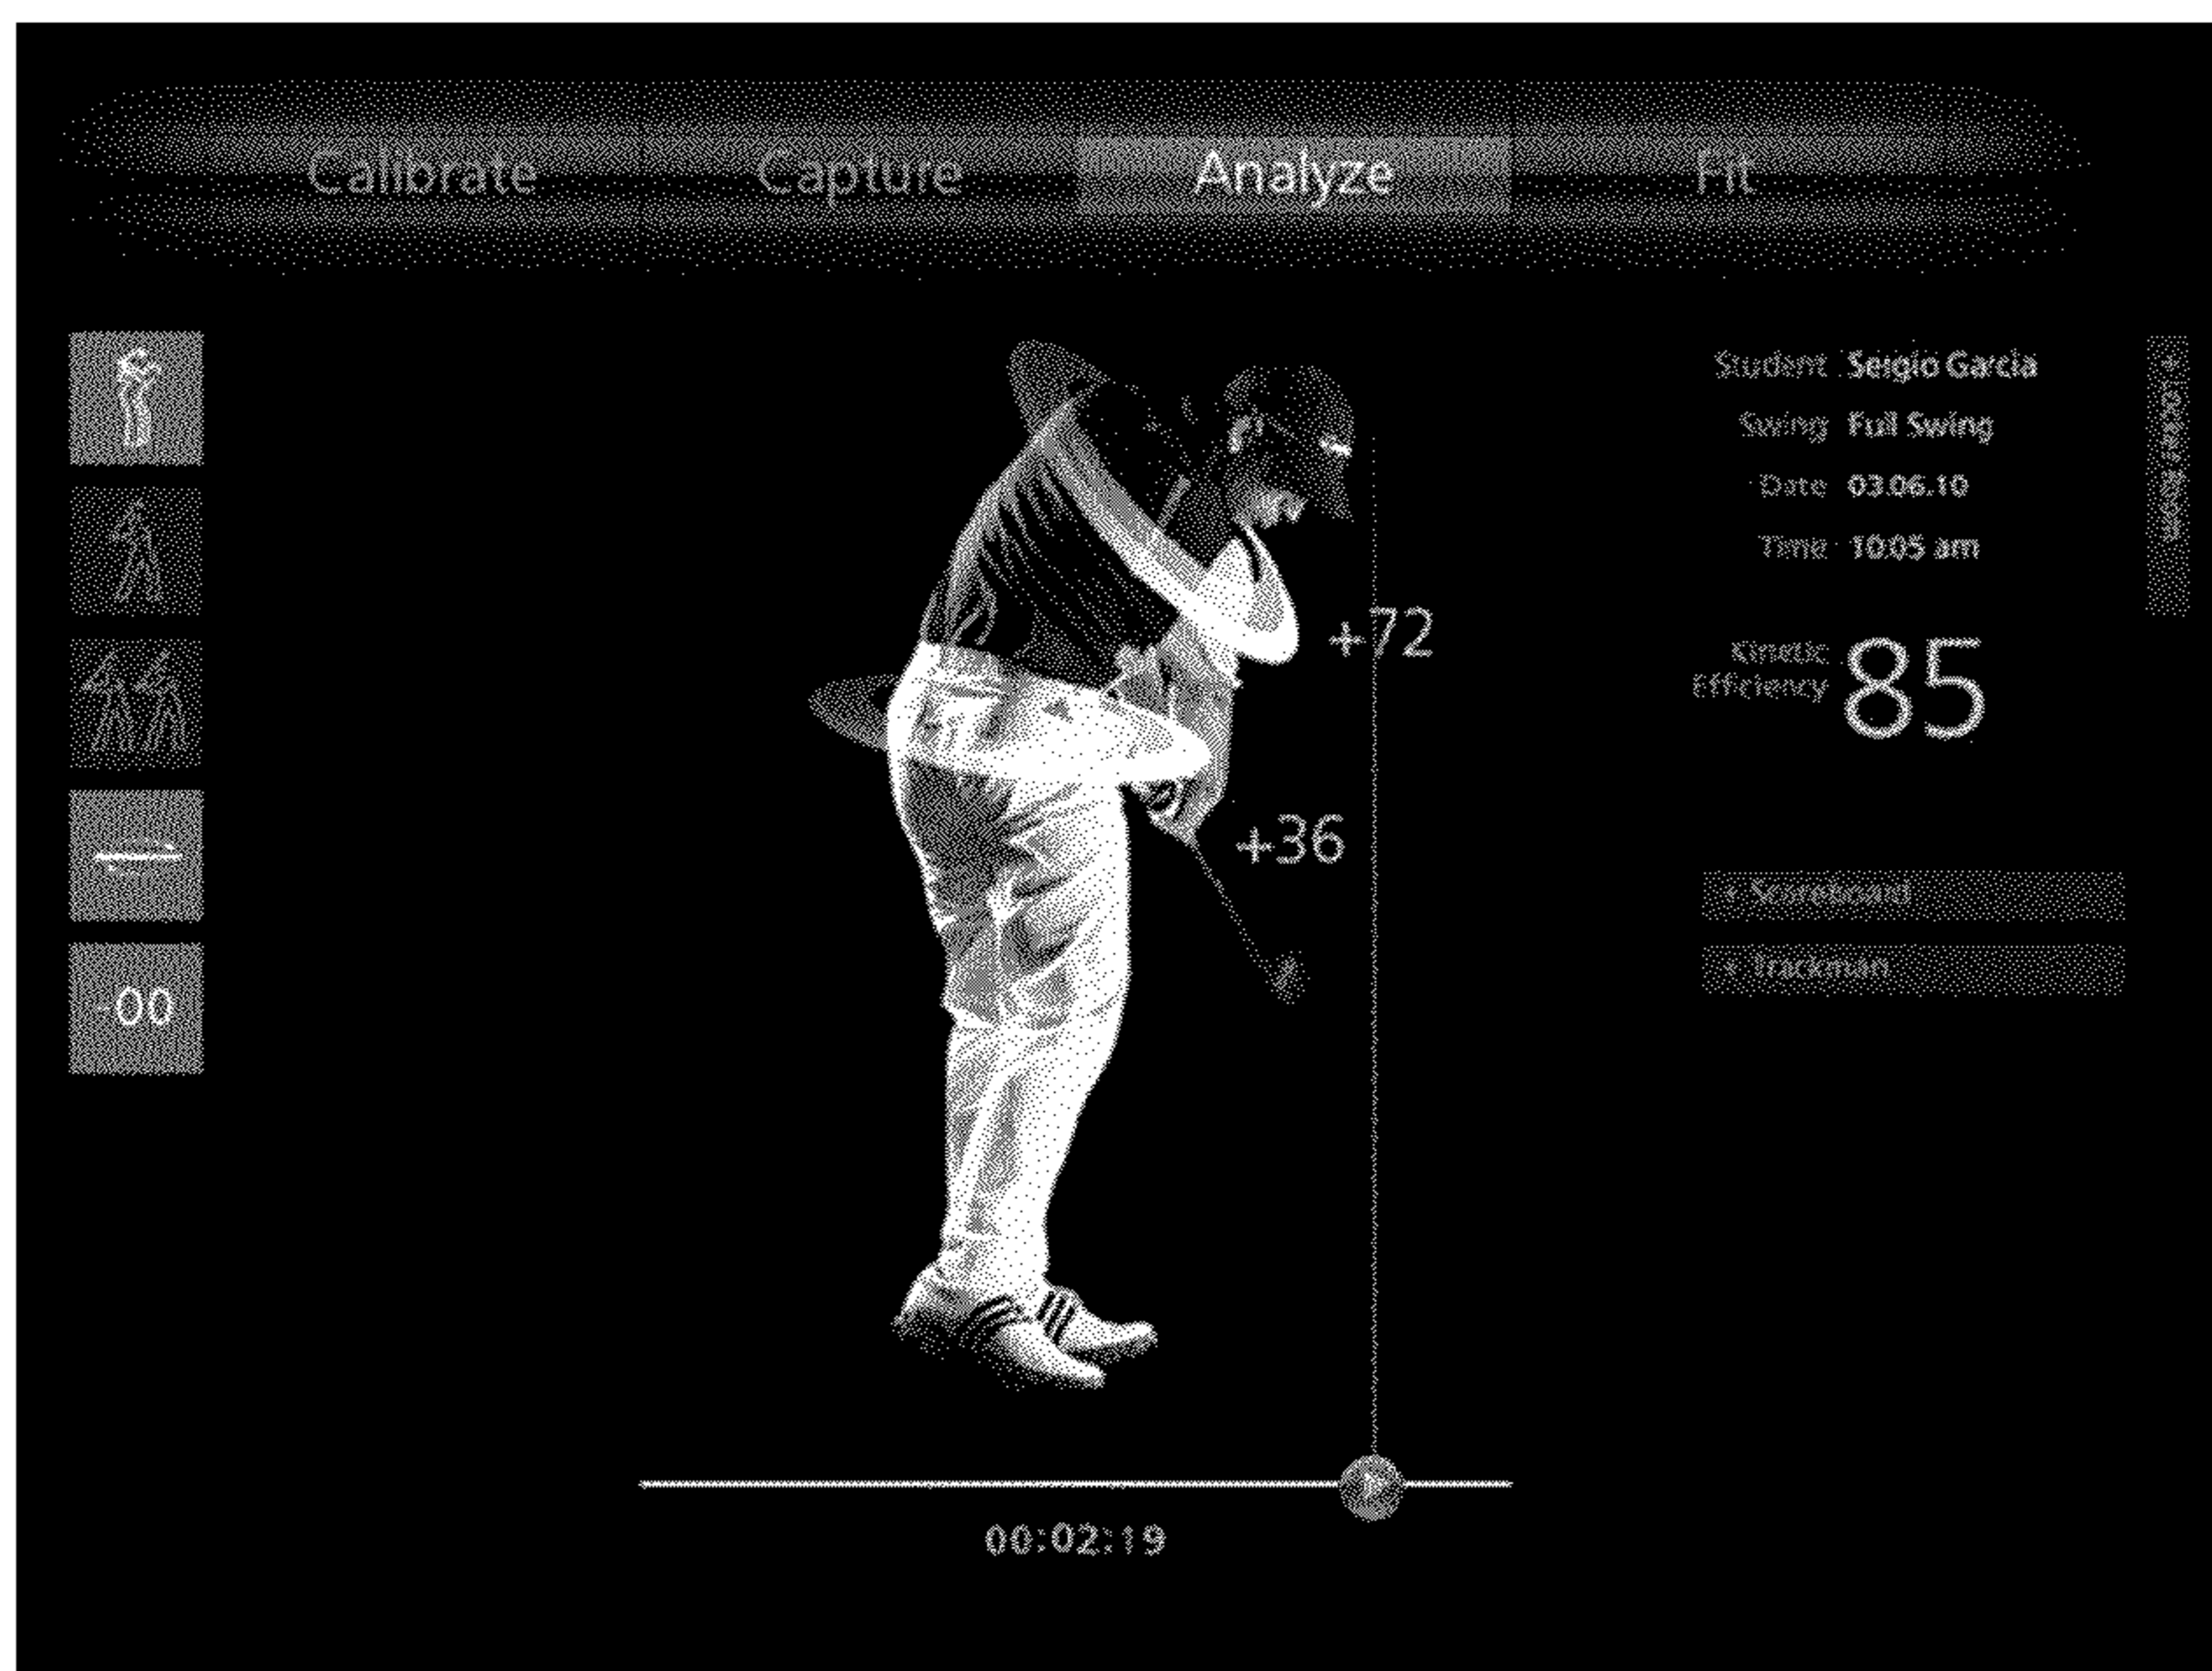 Calibrate Capture Analyze Fit
Student Sergio Garcia
Swing Full Swing
Date 03.06.10
Time 10:05 am
+72
Kinetic
Efficiency 85
+36
Scoreboard
Trackman
-00
00:02:19